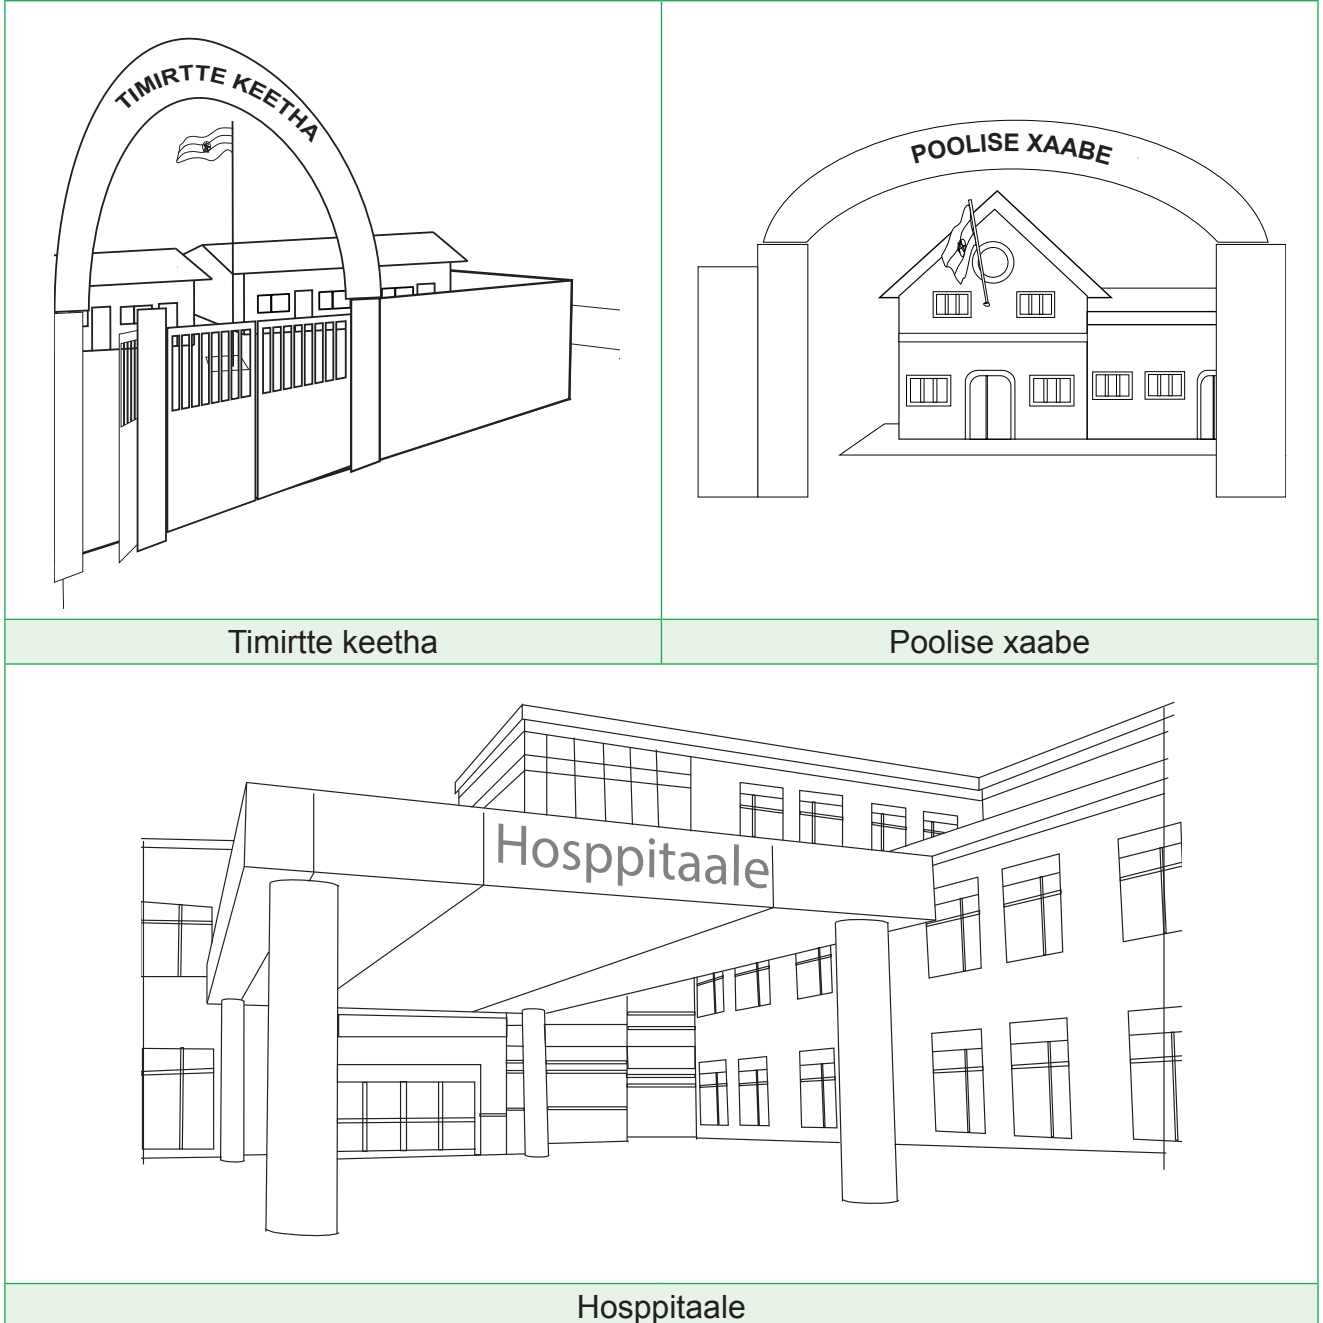 TIMIRTTE KEETHA
POOLISE XAABE
Timirtte keetha
Poolise xaabe
Hosppitaale
Hosppitaale